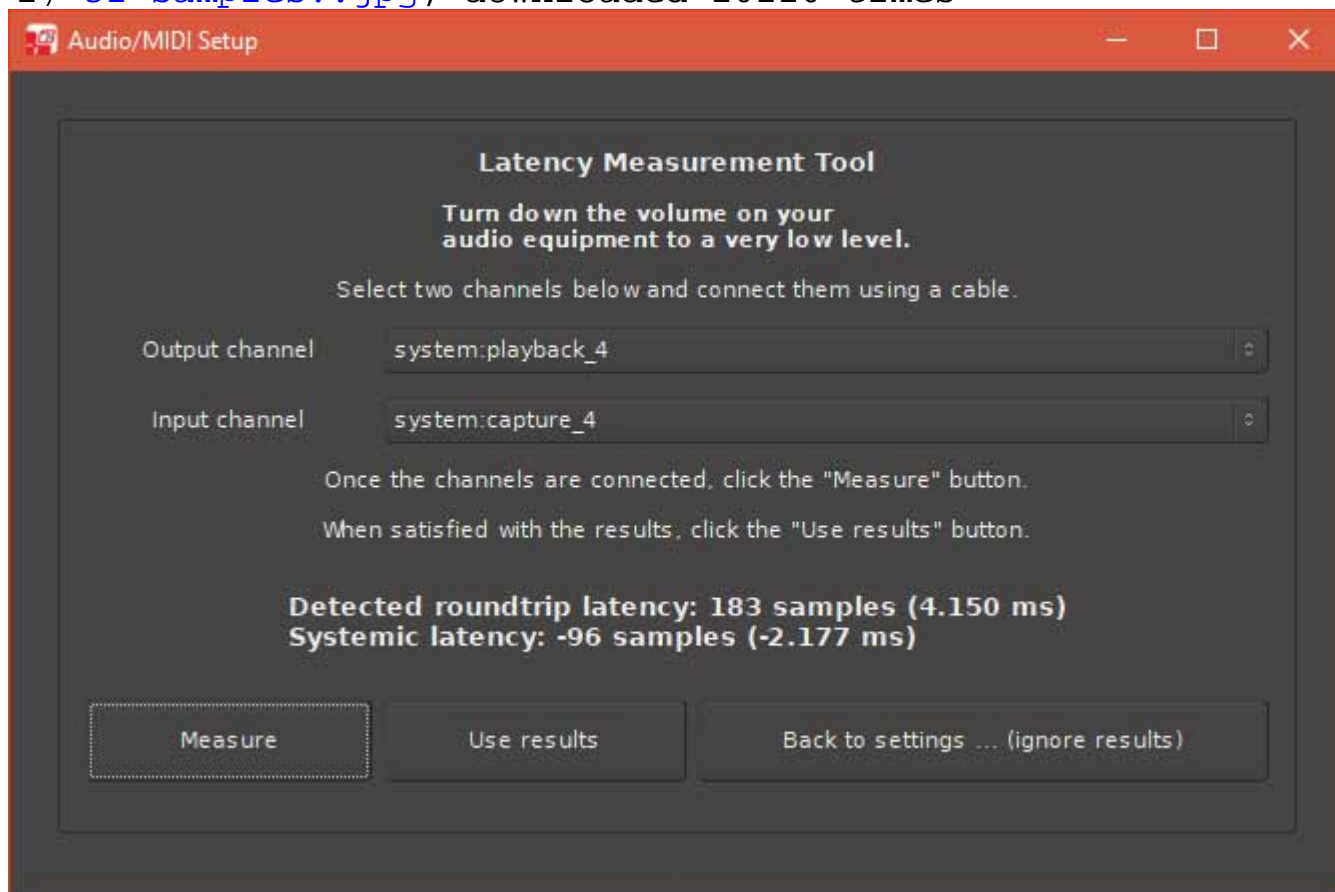 Audio/MIDI Setup
Latency Measurement Tool
Turn down the volume on your
audio equipment to a very low level.
Select two channels below and connect them using a cable.
Output channel system:playback_4
Input channel system:capture_4
Once the channels are connected, click the "Measure" button.
When satisfied with the results, click the "Use results" button.
Detected roundtrip latency: 183 samples (4.150 ms)
Systemic latency: -96 samples (-2.177 ms)
Measure Use results Back to settings ... (ignore results)